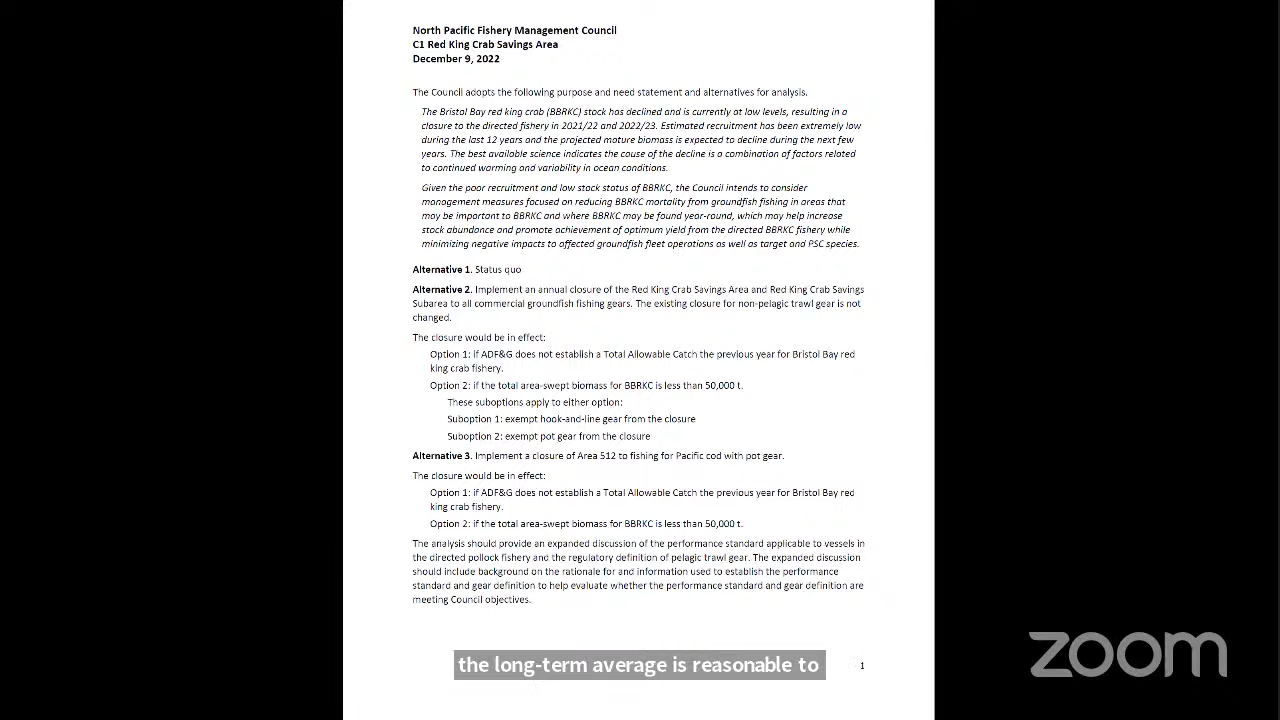 North Pacific Fishery Management Council
C1 Red King Crab Savings Area
December 9, 2022
The Council adopts the following purpose and need statement and alternatives for analysis.
The Bristol Bay red king crab (BBRKC) stock has declined and is currently at low levels, resulting in a
closure to the directed fishery in 2021/22 and 2022/23. Estimated recruitment has been extremely low
during the last 12 years and the projected mature biomass is expected to decline during the next few
years. The best available science indicates the cause of the decline is a combination of factors related
to continued warming and variability in ocean conditions.
Given the poor recruitment and low stock status of BBRKC, the Council intends to consider
management measures focused on reducing BBRKC mortality from groundfish fishing in areas that
may be important to BBRKC and where BBRKC may be found year-round, which may help increase
stock abundance and promote achievement of optimum yield from the directed BBRKC fishery while
minimizing negative impacts to affected groundfish fleet operations as well as target and PSC species.
Alternative 1. Status quo
Alternative 2. Implement an annual closure of the Red King Crab Savings Area and Red King Crab Savings
Subarea to all commercial groundfish fishing gears. The existing closure for non-pelagic trawl gear is not
changed.
The closure would be in effect:
Option 1: if ADF&G does not establish a Total Allowable Catch the previous year for Bristol Bay red
king crab fishery.
Option 2: if the total area-swept biomass for BBRKC is less than 50,000 t.
These suboptions apply to either option:
Suboption 1: exempt hook-and-line gear from the closure
Suboption 2: exempt pot gear from the closure
Alternative 3. Implement a closure of Area 512 to fishing for Pacific cod with pot gear.
The closure would be in effect:
Option 1: if ADF&G does not establish a Total Allowable Catch the previous year for Bristol Bay red
king crab fishery.
Option 2: if the total area-swept biomass for BBRKC is less than 50,000 t.
The analysis should provide an expanded discussion of the performance standard applicable to vessels in
the directed pollock fishery and the regulatory definition of pelagic trawl gear. The expanded discussion
should include background on the rationale for and information used to establish the performance
standard and gear definition to help evaluate whether the performance standard and gear definition are
meeting Council objectives.
the long-term average is reasonable to
1
zoom